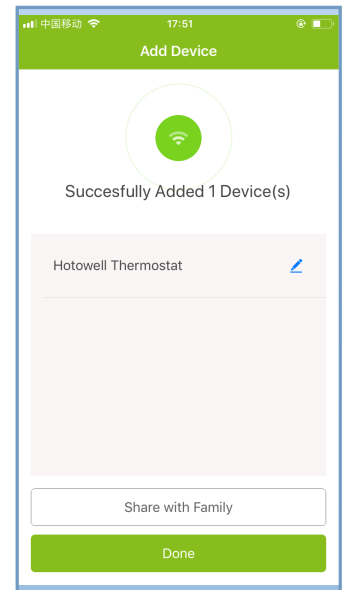 中国移动 17:51
Add Device
Succesfully Added 1 Device(s)
Hotowell Thermostat
Share with Family
Done